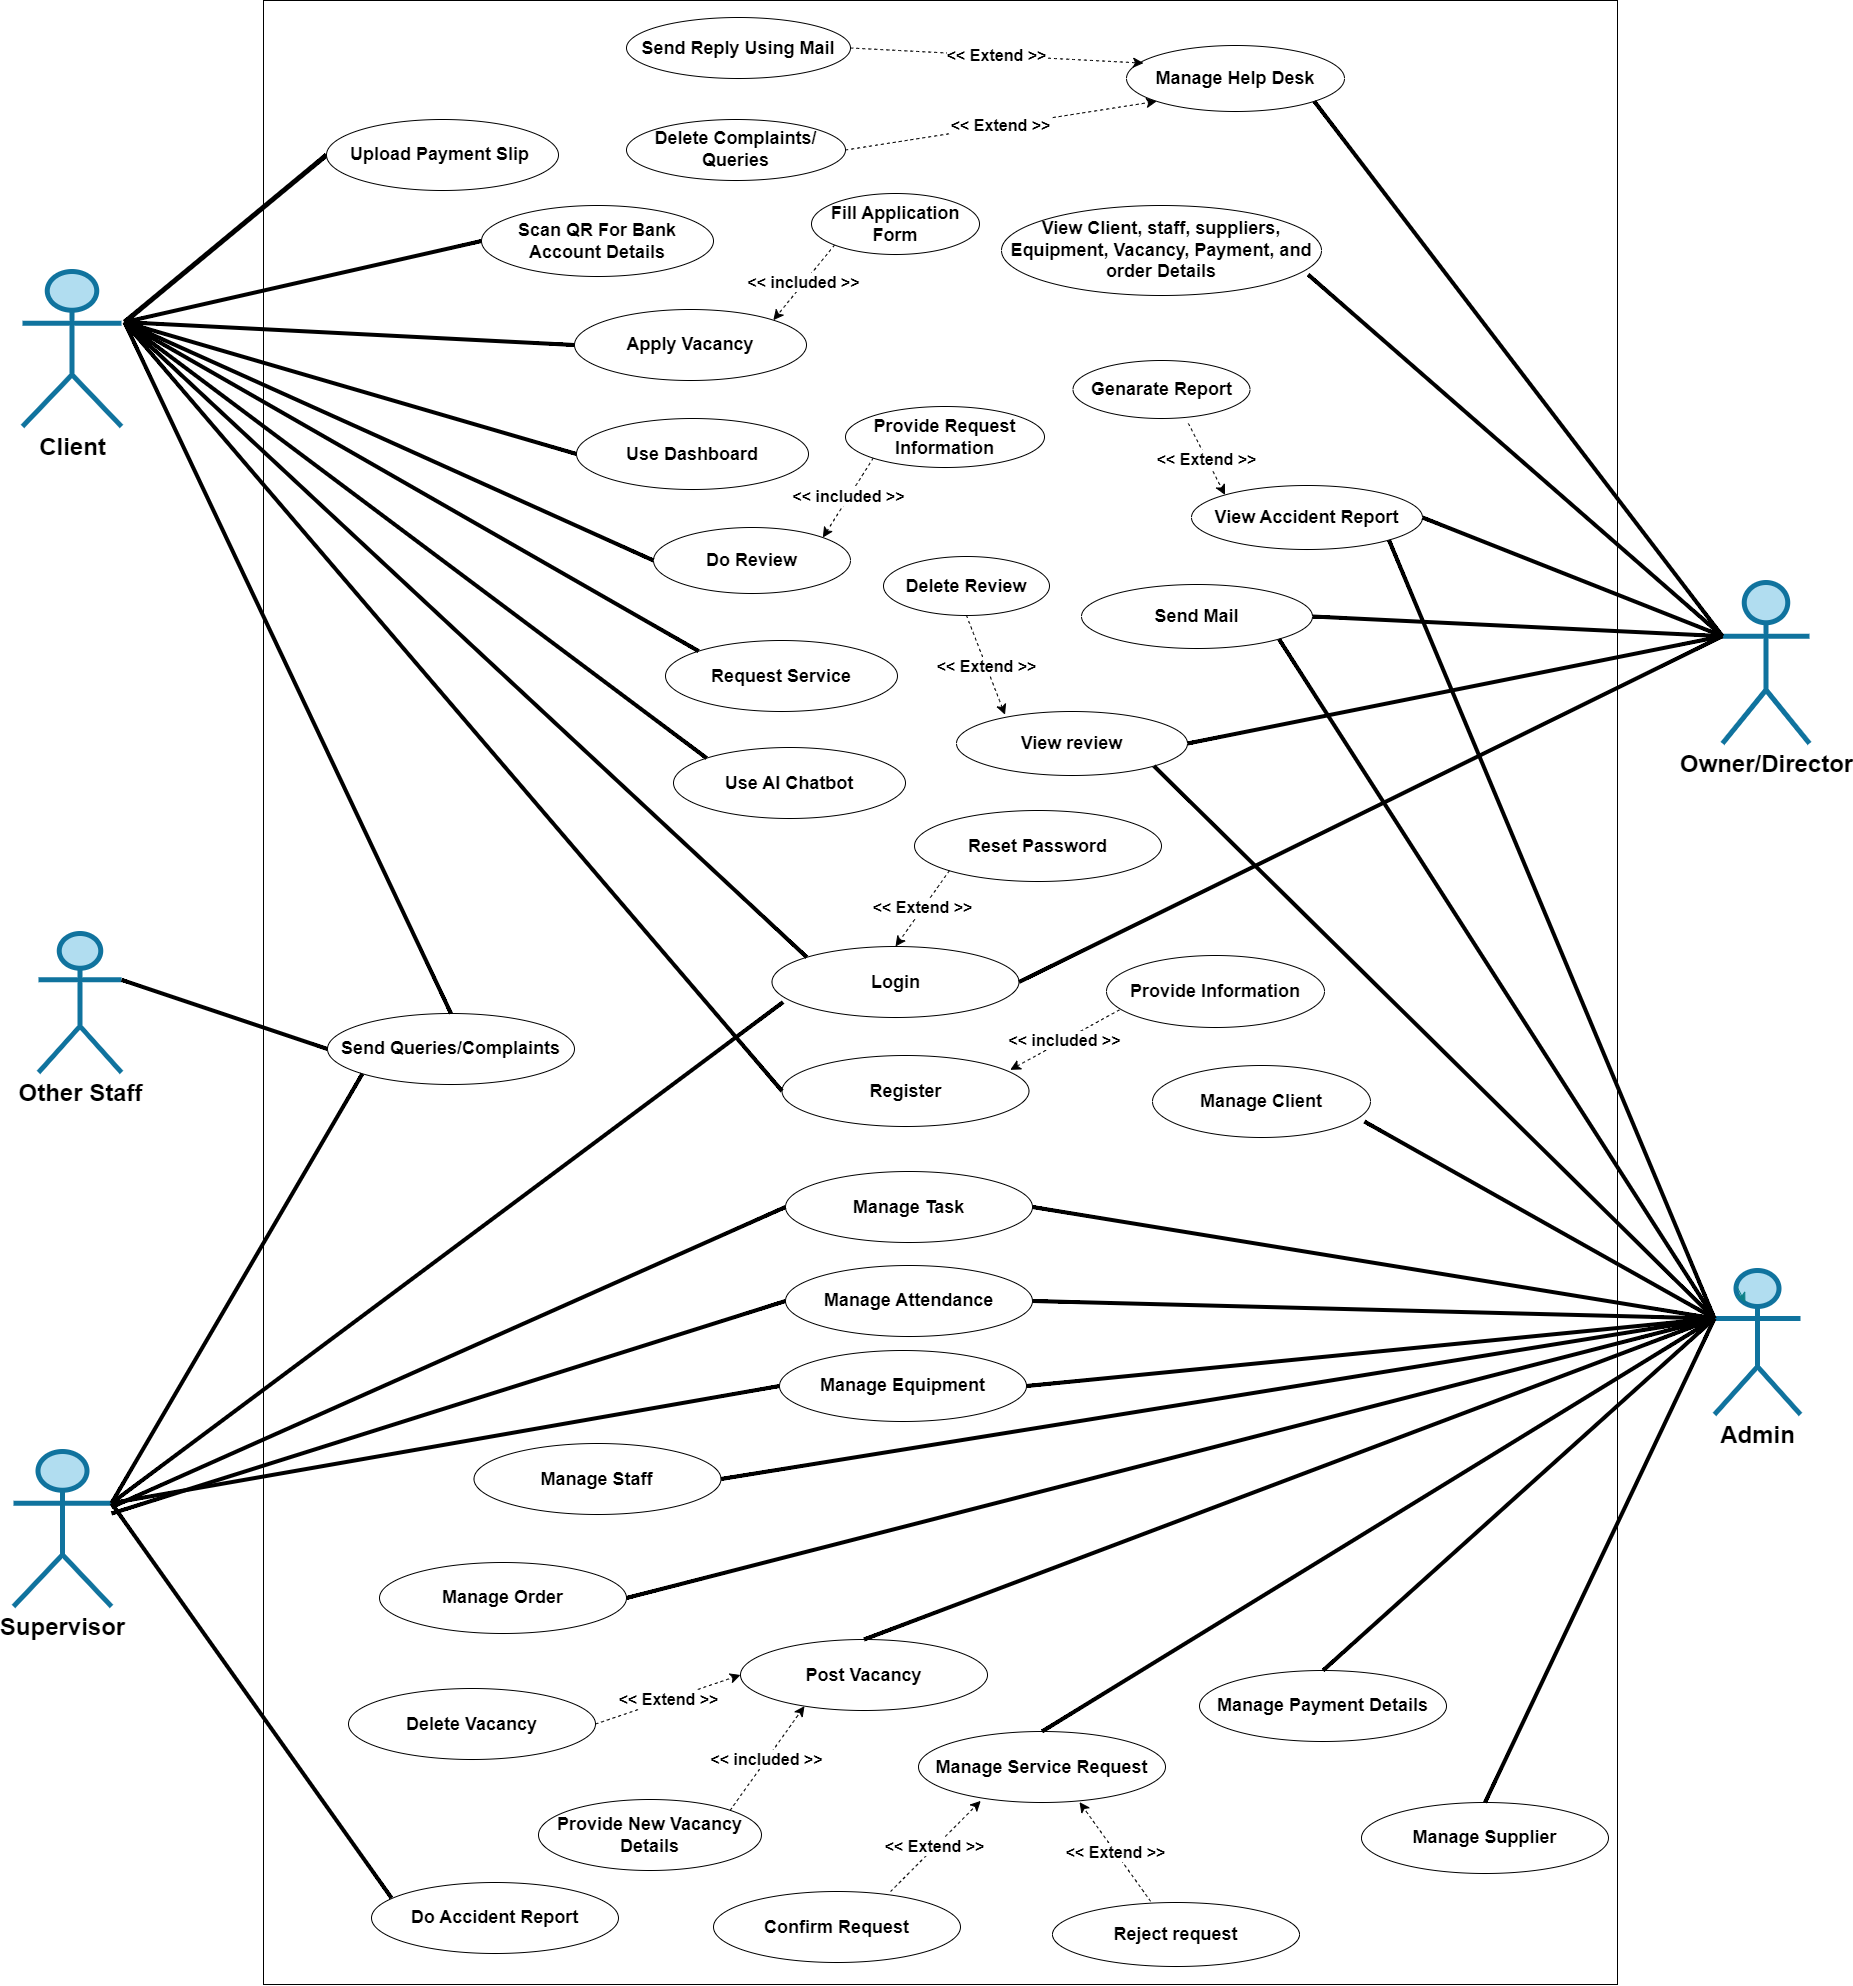 Send Reply Using Mail
<< Extend >>
Manage Help Desk
<< Extend >>
Delete Complaints/
Queries
Upload Payment Slip
Fill Application
Form
Scan QR For Bank
Account Details
View Client, staff, suppliers,
Equipment, Vacancy, Payment, and
order Details
<< included >>
Apply Vacancy
Client
Genarate Report
Provide Request
Information
Use Dashboard
<< Extend >>
<< included >>
View Accident Report
Do Review
Delete Review
Send Mail
<< Extend >>
Request Service
View review
Owner/Director
Use AI Chatbot
Reset Password
<< Extend >>
Login
Provide Information
<< included >>
Send Queries/Complaints
Other Staff
Register
Manage Client
Manage Task
Manage Attendance
Manage Equipment
Admin
Manage Staff
Manage Order
Supervisor
Post Vacancy
<< Extend >>
Delete Vacancy
Manage Payment Details
<< included >>
Manage Service Request
Provide New Vacancy
Details
Manage Supplier
<< Extend >>
<< Extend >>
Do Accident Report
Confirm Request
Reject request